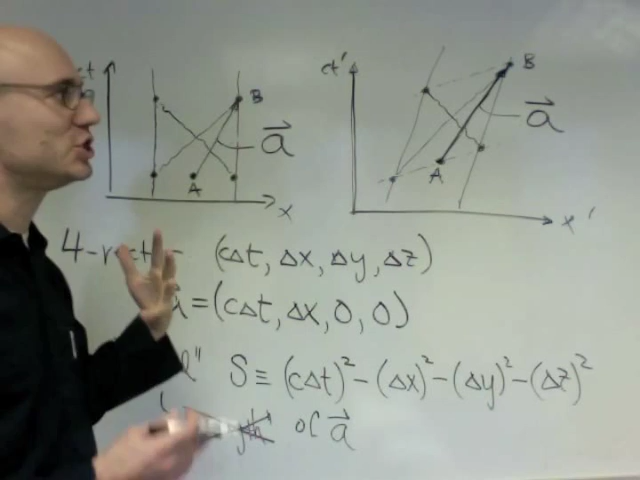 ct
B
A
a⃗
x
ct'
B
A
a⃗
x'
(cΔt, Δx, Δy, Δz)
a⃗=(cΔt, Δx, 0, 0)
S ≡ (cΔt)² − (Δx)² − (Δy)² − (Δz)²
of a⃗